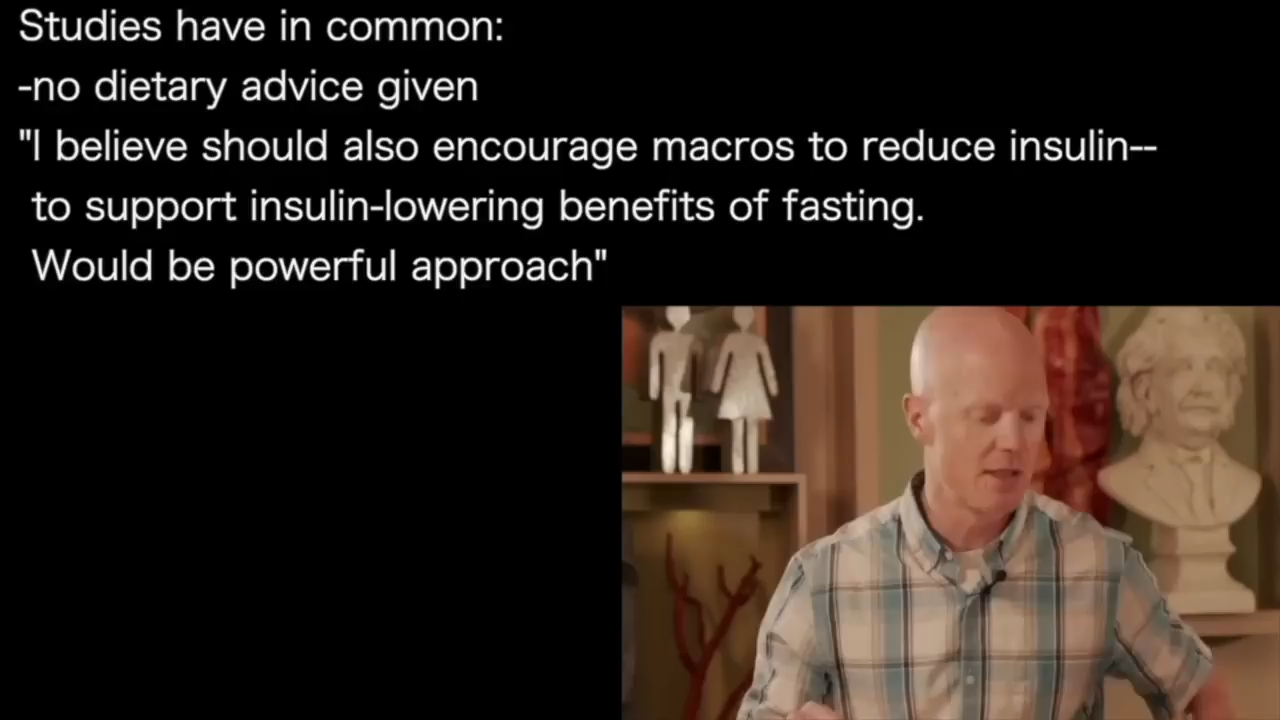 Studies have in common:
-no dietary advice given
"I believe should also encourage macros to reduce insulin--
to support insulin-lowering benefits of fasting.
Would be powerful approach"